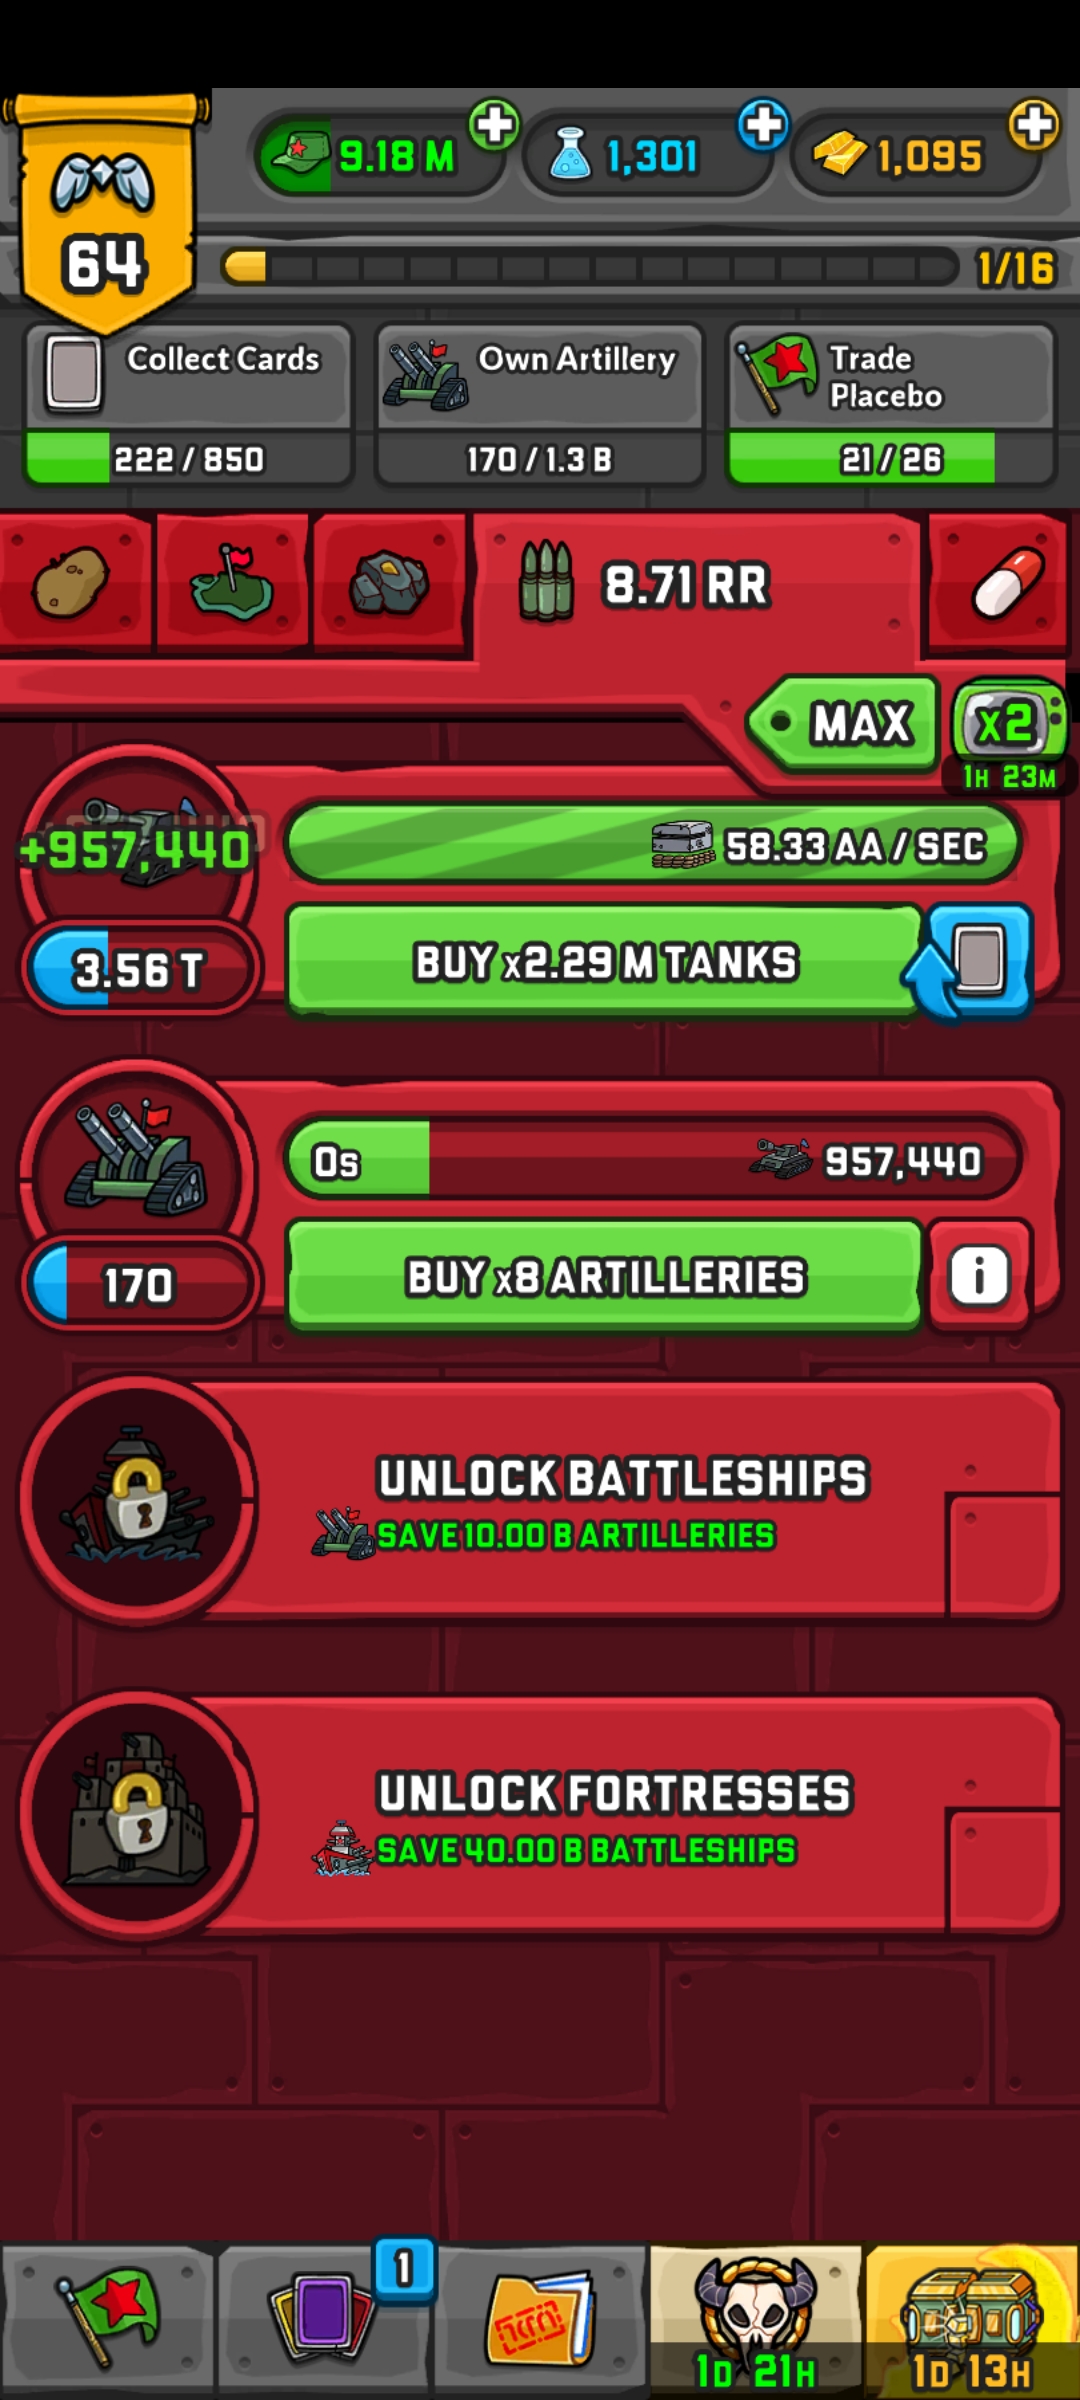 9.18 M
1,301
1,095
64
1/16
Collect Cards
222 / 850
Own Artillery
170 / 1.3 B
Trade
Placebo
21 / 26
8.71 RR
MAX
x2
1H 23M
+957,440
58.33 AA / SEC
3.56 T
BUY x2.29 M TANKS
0s
957,440
170
BUY x8 ARTILLERIES
i
UNLOCK BATTLESHIPS
SAVE 10.00 B ARTILLERIES
UNLOCK FORTRESSES
SAVE 40.00 B BATTLESHIPS
1
1D 21H
1D 13H